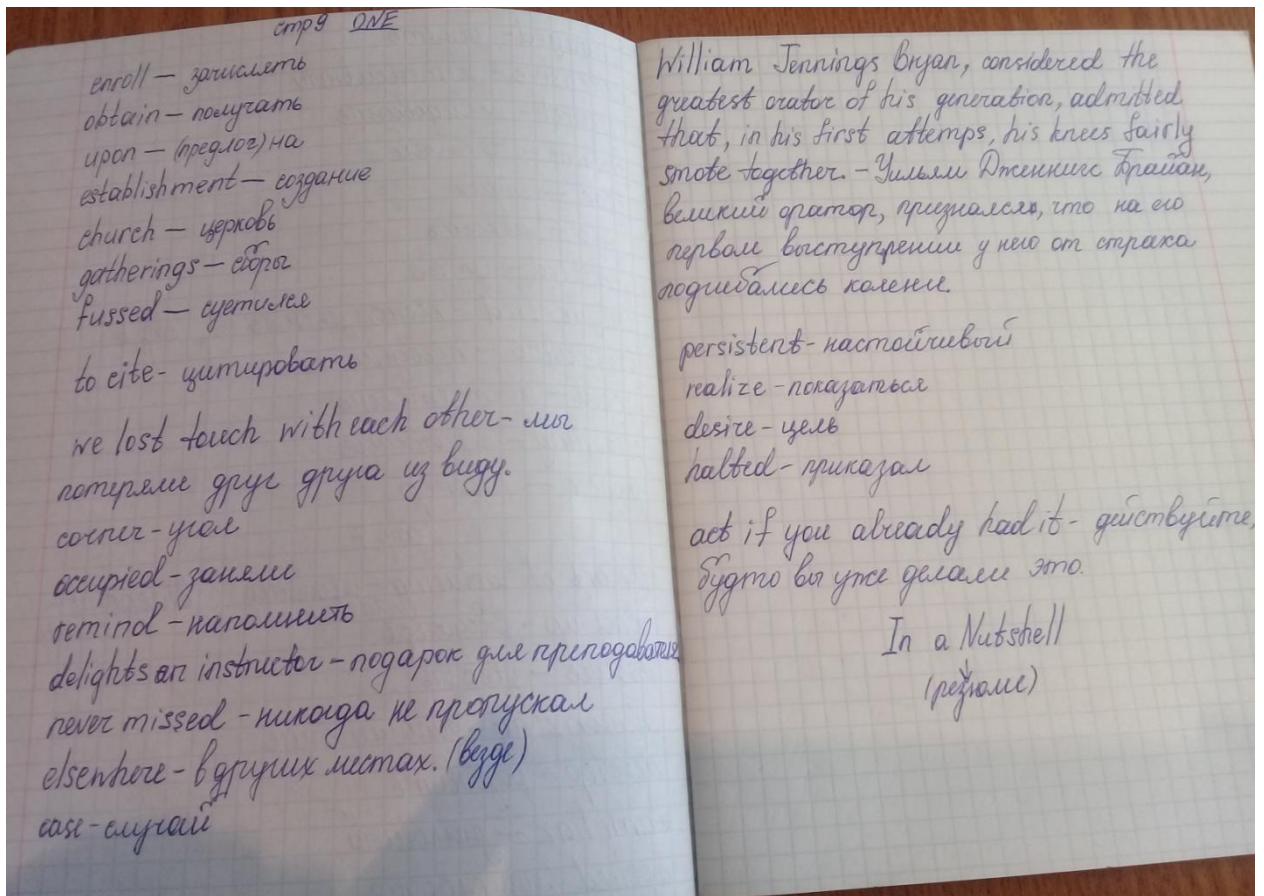 стр 9 ONE
enroll — зачислять
obtain — получать
upon — (предлог) на
establishment — создание
church — церковь
gatherings — сборы
fussed — суетился
to cite - цитировать
we lost touch with each other - мы
потеряли друг друга из виду.
corner - угол
occupied - заняли
remind - напомнить
delights an instructor - подарок для преподавателя
never missed - никогда не пропускал
elsewhere - в других местах. (везде)
case - случай
William Jennings Bryan, considered the
greatest orator of his generation, admitted
that, in his first attemps, his knees fairly
smote together. - Уильям Дженнингс Брайан,
великий оратор, признался, что на его
первом выступлении у него от страха
подгибались колени.
persistent - настойчивый
realize - показаться
desire - цель
halted - приказал
act if you already had it - действуйте,
будто вы уже делали это.
In a Nutshell
(резюме)